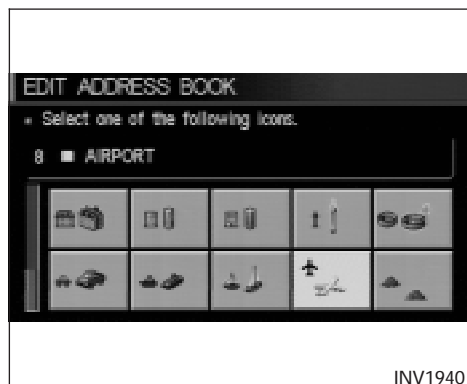 EDIT ADDRESS BOOK
Select one of the following icons.
8 AIRPORT
INV1940